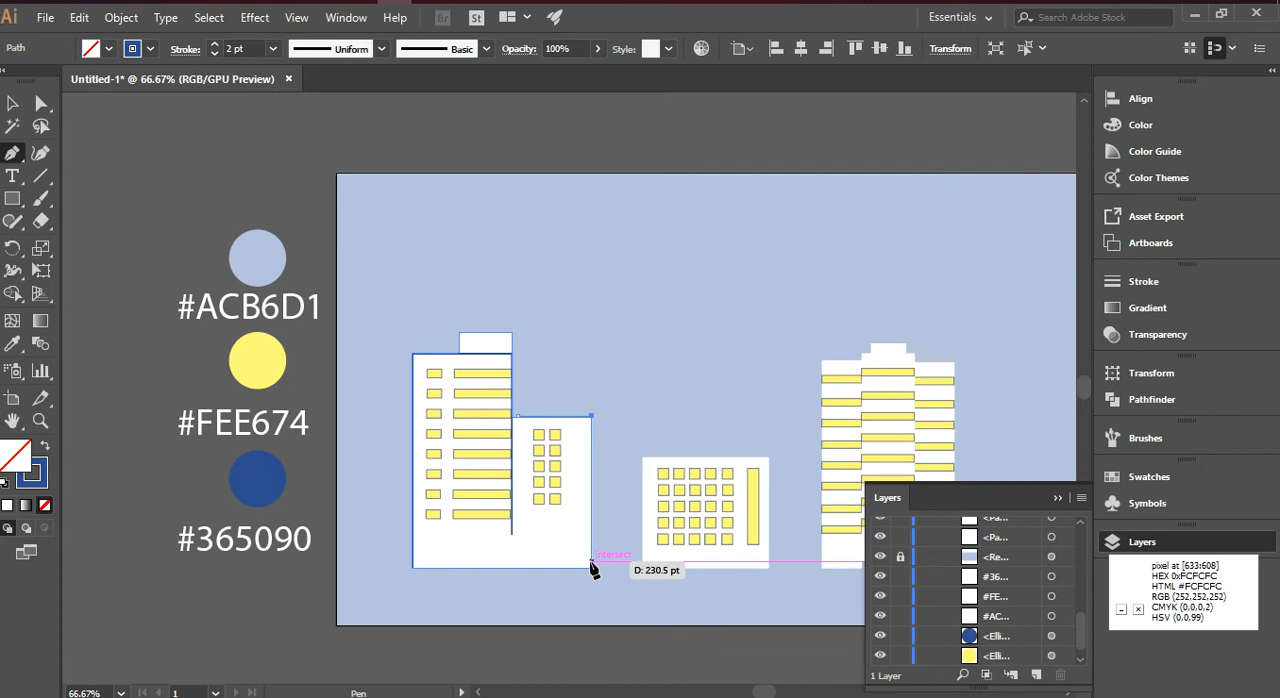 Ai File Edit Object Type Select Effect View Window Help Br St Essentials Search Adobe Stock
Path Stroke: 2 pt Uniform Basic Opacity: 100% Style: Transform
Untitled-1* @ 66.67% (RGB/GPU Preview)
#ACB6D1
#FEE674
#365090
intersect
D: 230.5 pt
Align
Color
Color Guide
Color Themes
Asset Export
Artboards
Stroke
Gradient
Transparency
Transform
Pathfinder
Brushes
Swatches
Symbols
Layers
Layers
<Pa...
<Pa...
<Re...
#36...
#FE...
#AC...
<Elli...
<Elli...
1 Layer
pixel at [633:608]
HEX 0xFCFCFC
HTML #FCFCFC
RGB (252,252,252)
CMYK (0,0,0,2)
HSV (0,0,99)
66.67% 1 Pen